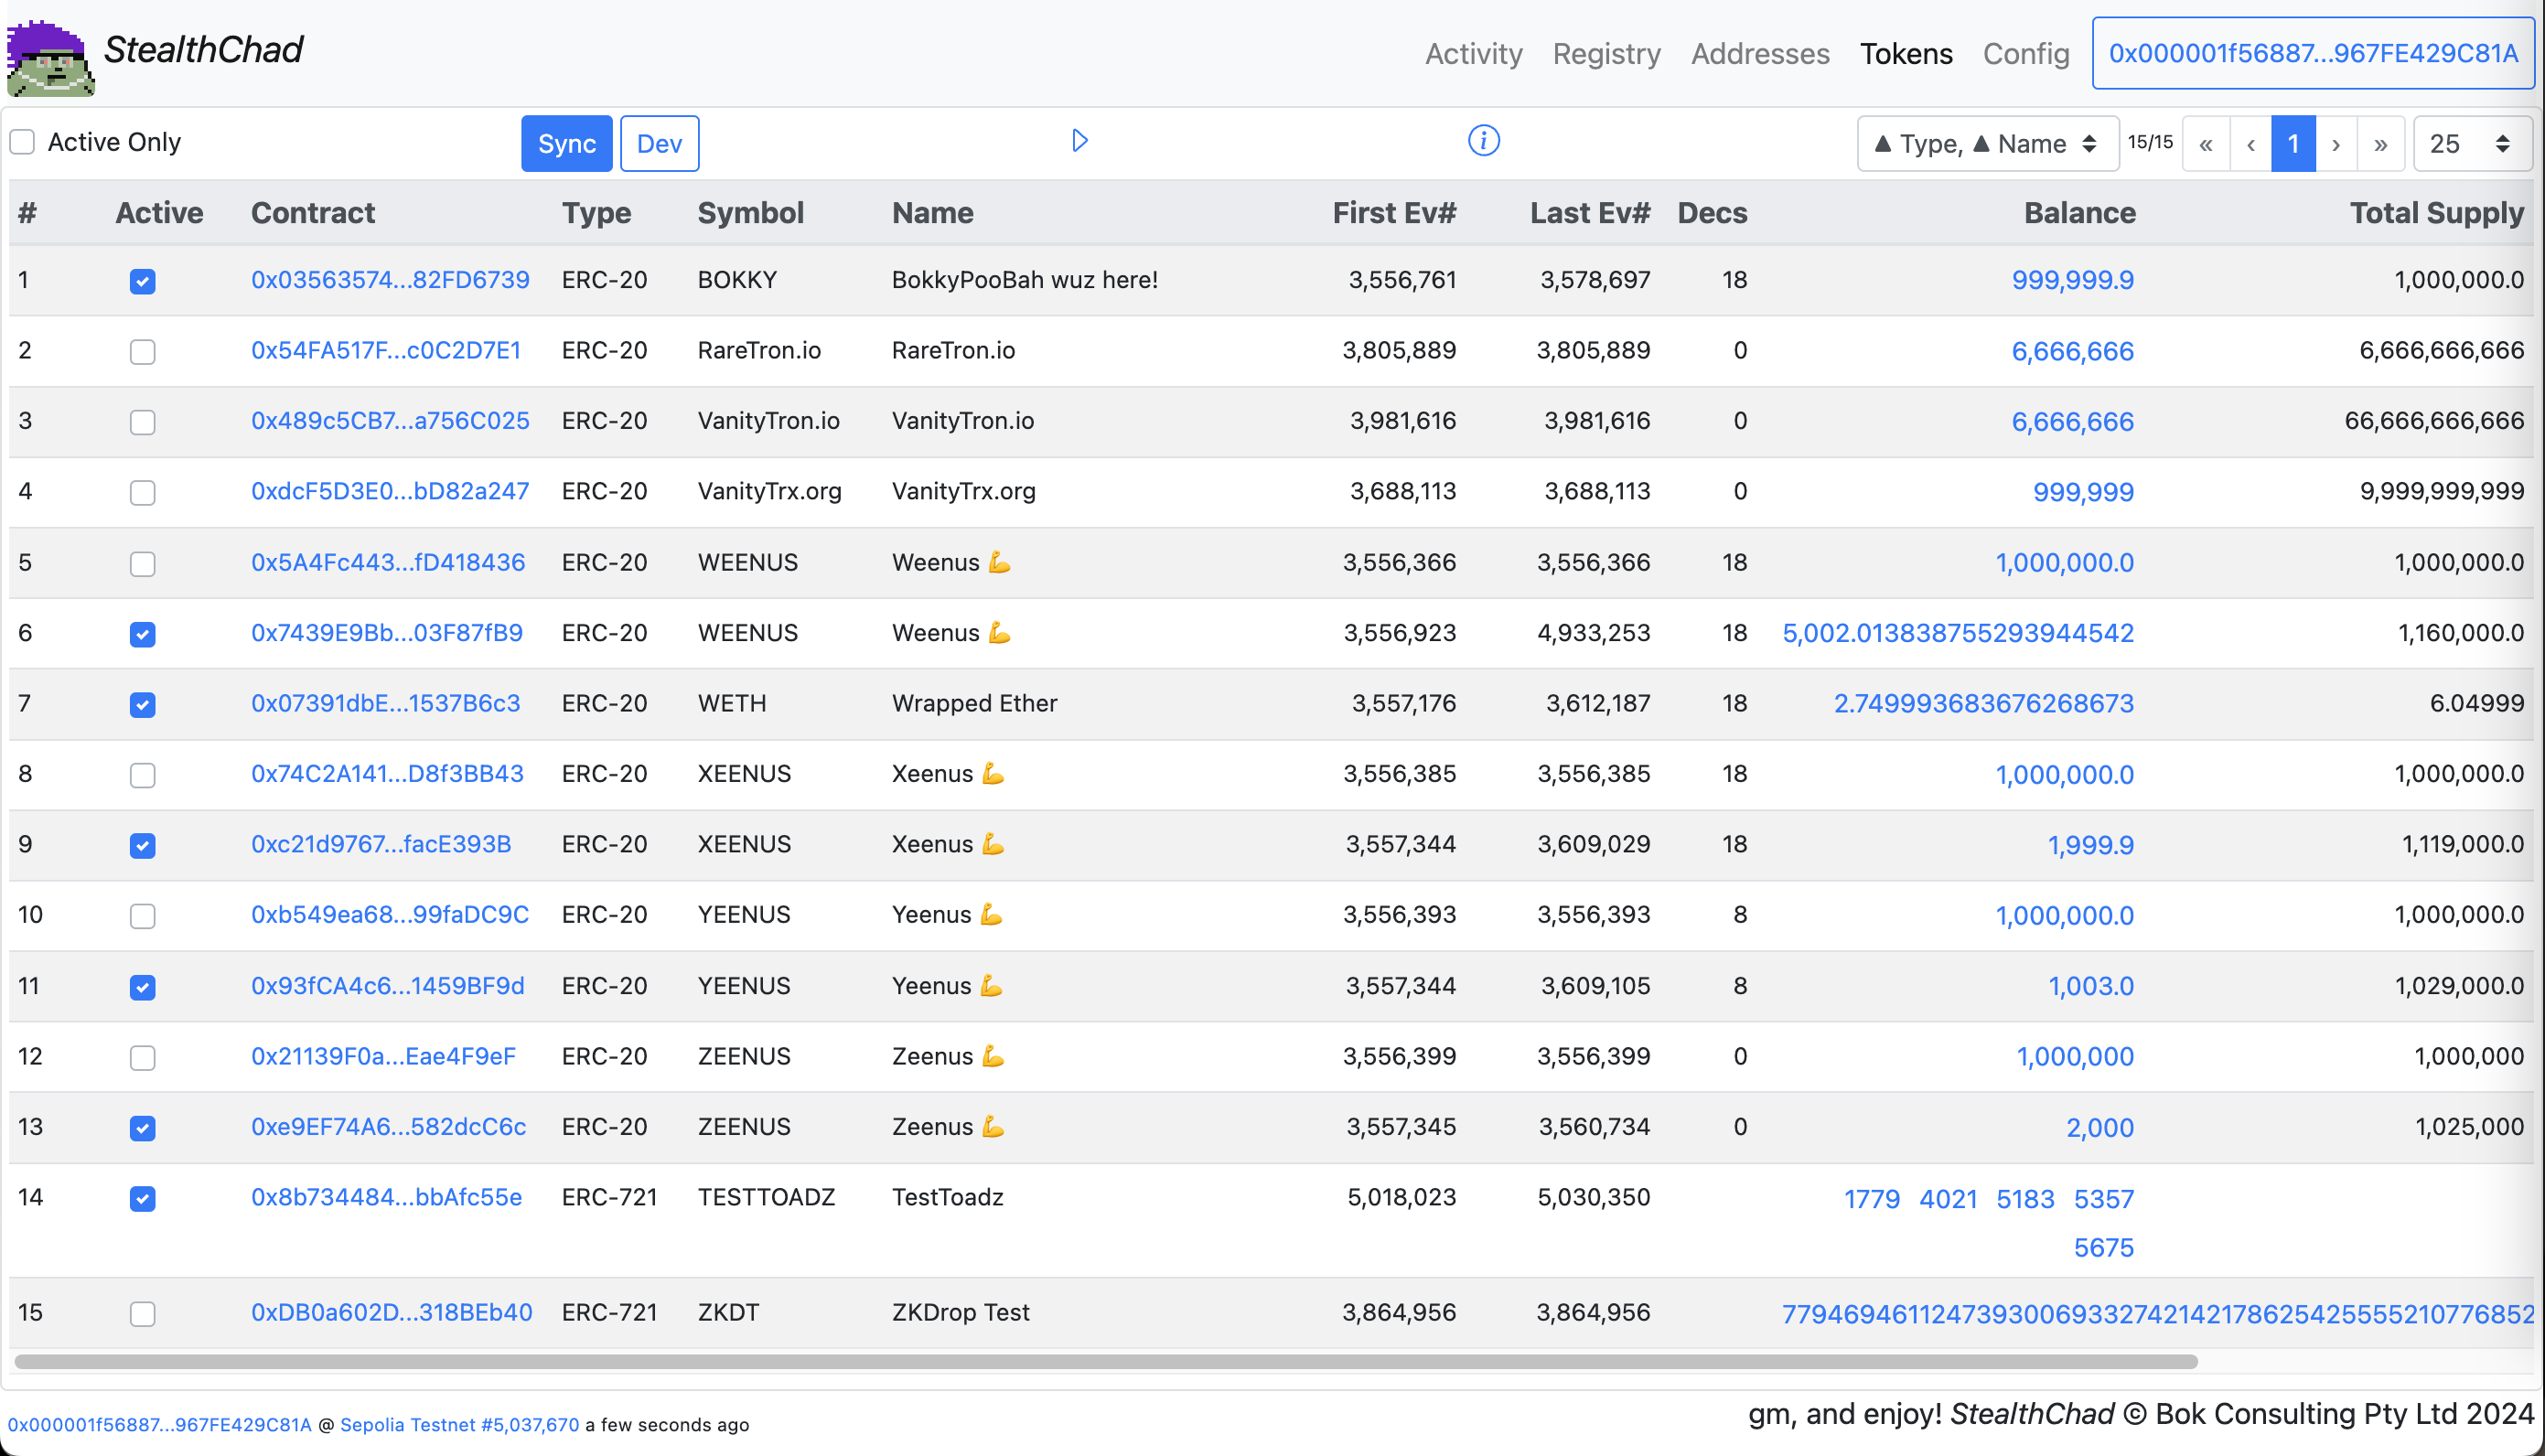 StealthChad Activity Registry Addresses Tokens Config 0x000001f56887...967FE429C81A
Active Only Sync Dev ▲ Type, ▲ Name 15/15 « ‹ 1 › » 25
# Active Contract Type Symbol Name First Ev# Last Ev# Decs Balance Total Supply
1 0x03563574...82FD6739 ERC-20 BOKKY BokkyPooBah wuz here! 3,556,761 3,578,697 18 999,999.9 1,000,000.0
2 0x54FA517F...c0C2D7E1 ERC-20 RareTron.io RareTron.io 3,805,889 3,805,889 0 6,666,666 6,666,666,666
3 0x489c5CB7...a756C025 ERC-20 VanityTron.io VanityTron.io 3,981,616 3,981,616 0 6,666,666 66,666,666,666
4 0xdcF5D3E0...bD82a247 ERC-20 VanityTrx.org VanityTrx.org 3,688,113 3,688,113 0 999,999 9,999,999,999
5 0x5A4Fc443...fD418436 ERC-20 WEENUS Weenus 💪 3,556,366 3,556,366 18 1,000,000.0 1,000,000.0
6 0x7439E9Bb...03F87fB9 ERC-20 WEENUS Weenus 💪 3,556,923 4,933,253 18 5,002.013838755293944542 1,160,000.0
7 0x07391dbE...1537B6c3 ERC-20 WETH Wrapped Ether 3,557,176 3,612,187 18 2.749993683676268673 6.04999
8 0x74C2A141...D8f3BB43 ERC-20 XEENUS Xeenus 💪 3,556,385 3,556,385 18 1,000,000.0 1,000,000.0
9 0xc21d9767...facE393B ERC-20 XEENUS Xeenus 💪 3,557,344 3,609,029 18 1,999.9 1,119,000.0
10 0xb549ea68...99faDC9C ERC-20 YEENUS Yeenus 💪 3,556,393 3,556,393 8 1,000,000.0 1,000,000.0
11 0x93fCA4c6...1459BF9d ERC-20 YEENUS Yeenus 💪 3,557,344 3,609,105 8 1,003.0 1,029,000.0
12 0x21139F0a...Eae4F9eF ERC-20 ZEENUS Zeenus 💪 3,556,399 3,556,399 0 1,000,000 1,000,000
13 0xe9EF74A6...582dcC6c ERC-20 ZEENUS Zeenus 💪 3,557,345 3,560,734 0 2,000 1,025,000
14 0x8b734484...bbAfc55e ERC-721 TESTTOADZ TestToadz 5,018,023 5,030,350 1779 4021 5183 5357
5675
15 0xDB0a602D...318BEb40 ERC-721 ZKDT ZKDrop Test 3,864,956 3,864,956 77946946112473930069332742142178625425555210776852
0x000001f56887...967FE429C81A @ Sepolia Testnet #5,037,670 a few seconds ago gm, and enjoy! StealthChad © Bok Consulting Pty Ltd 2024